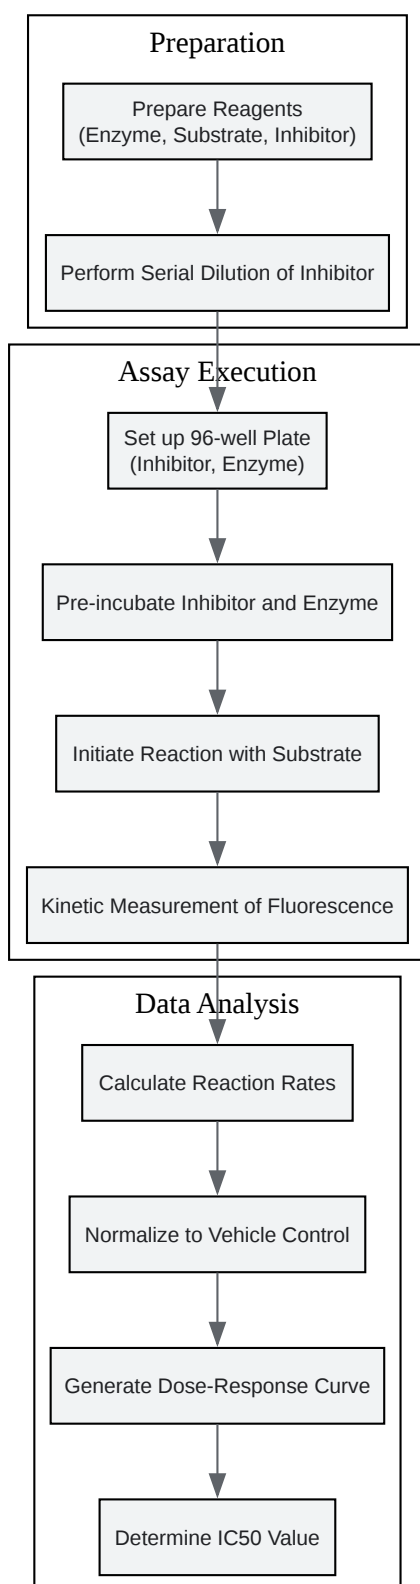 Preparation
Prepare Reagents
(Enzyme, Substrate, Inhibitor)
Perform Serial Dilution of Inhibitor
Assay Execution
Set up 96-well Plate
(Inhibitor, Enzyme)
Pre-incubate Inhibitor and Enzyme
Initiate Reaction with Substrate
Kinetic Measurement of Fluorescence
Data Analysis
Calculate Reaction Rates
Normalize to Vehicle Control
Generate Dose-Response Curve
Determine IC50 Value